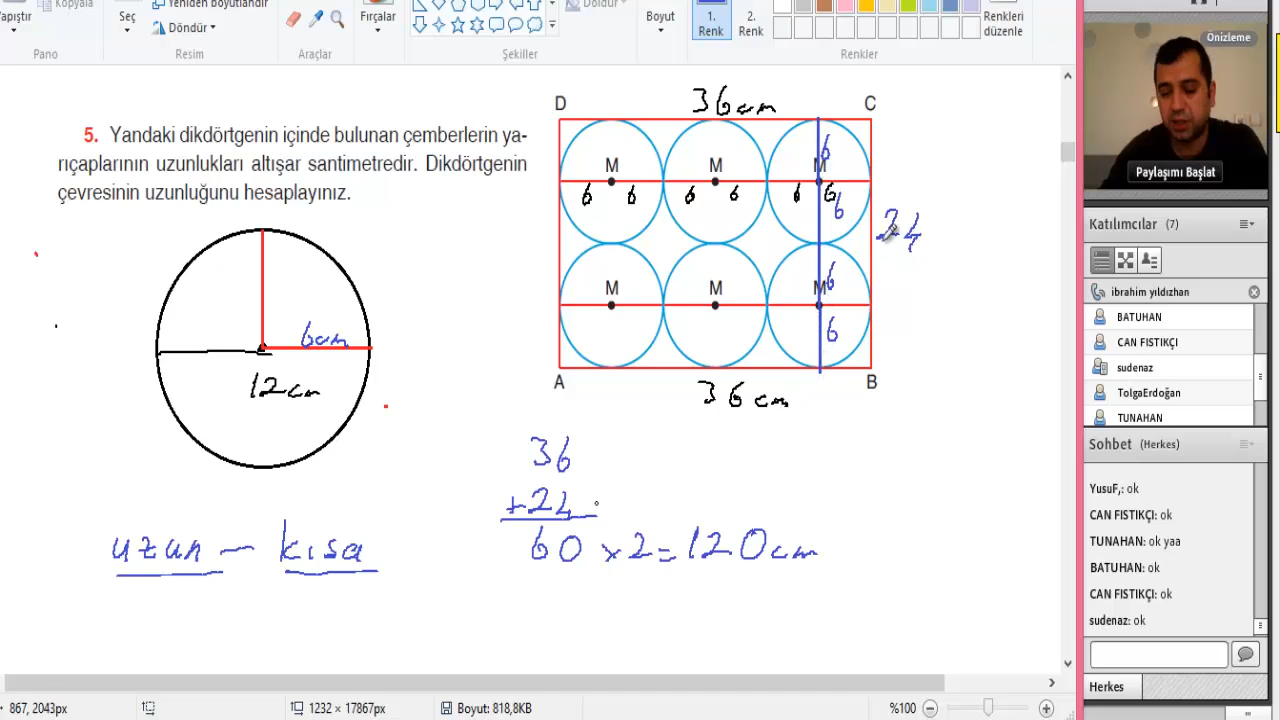 Yapıştır
Seç
Kopyala
Yeniden boyutlandır
Döndür
Fırçalar
Boyut
1.
Renk
2.
Renk
Renkleri
düzenle
Pano
Resim
Araçlar
Şekiller
Renkler
Önizleme
Paylaşımı Başlat
5. Yandaki dikdörtgenin içinde bulunan çemberlerin ya-
rıçaplarının uzunlukları altışar santimetredir. Dikdörtgenin
çevresinin uzunluğunu hesaplayınız.
6cm
12cm
D
36cm
C
M M M
6 6 6 6 6 6
6
6
24
M M M
6
6
A
36 cm
B
36
+24
60 x 2 = 120cm
uzun – kısa
Katılımcılar (7)
ibrahim yıldızhan
BATUHAN
CAN FISTIKÇI
sudenaz
TolgaErdoğan
TUNAHAN
Sohbet (Herkes)
YusuF,: ok
CAN FISTIKÇI: ok
TUNAHAN: ok yaa
BATUHAN: ok
CAN FISTIKÇI: ok
sudenaz: ok
Herkes
867, 2043px
1232 × 17867px
Boyut: 818,8KB
%100